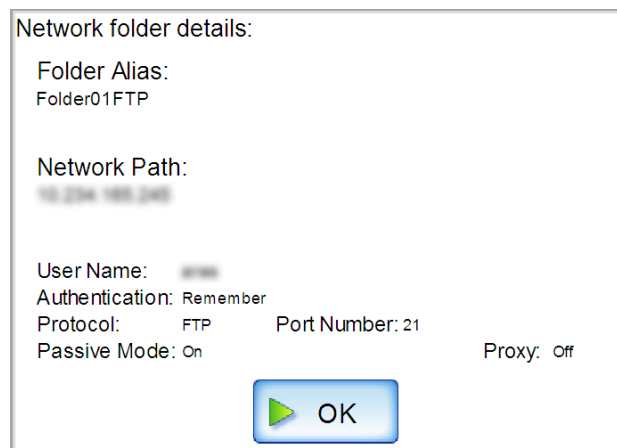 Network folder details:
Folder Alias:
Folder01FTP
Network Path:
User Name:
Authentication: Remember
Protocol: FTP Port Number: 21
Passive Mode: On Proxy: Off
OK